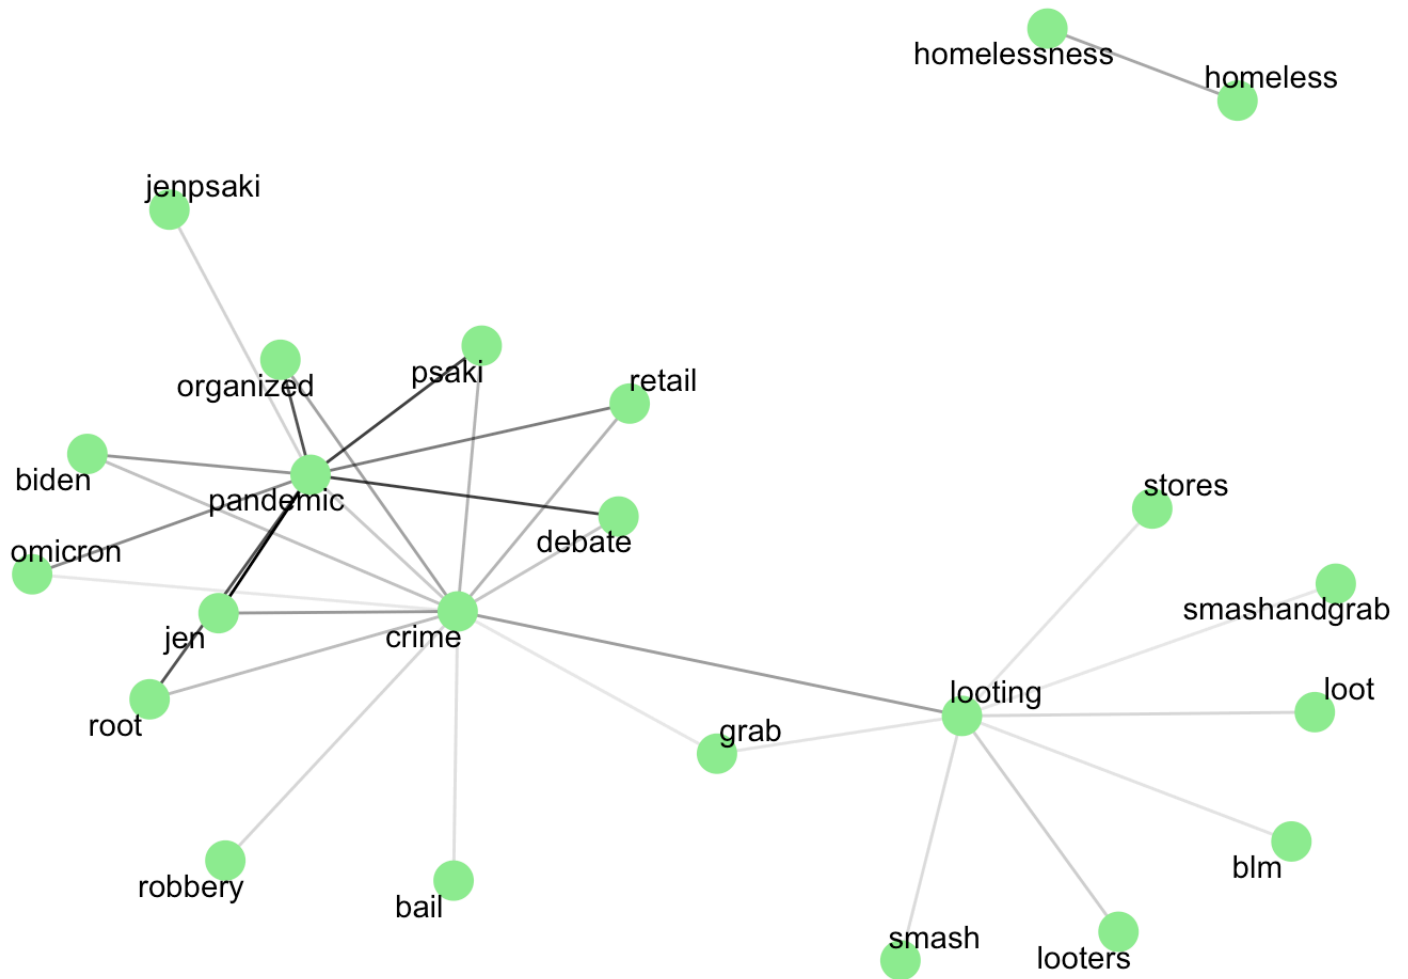 homelessness
homeless
jenpsaki
organized
psaki
retail
biden
pandemic
stores
omicron
debate
smashandgrab
jen
crime
looting
loot
root
grab
robbery
bail
blm
smash
looters